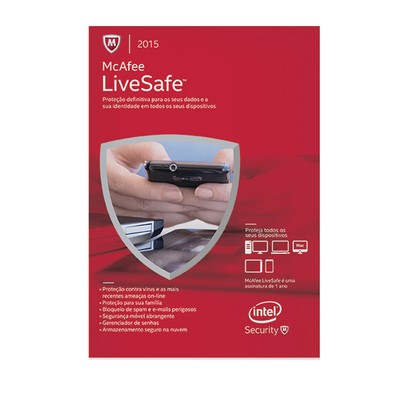 2015
McAfee
LiveSafe™
Proteção definitiva para os seus dados e a
sua identidade em todos os seus dispositivos
Proteja todos os
seus dispositivos
Mac
McAfee LiveSafe é uma
assinatura de 1 ano
• Proteção contra vírus e as mais
recentes ameaças on-line
• Proteção para sua família
• Bloqueio de spam e e-mails perigosos
• Segurança móvel abrangente
• Gerenciador de senhas
• Armazenamento seguro na nuvem
intel
Security